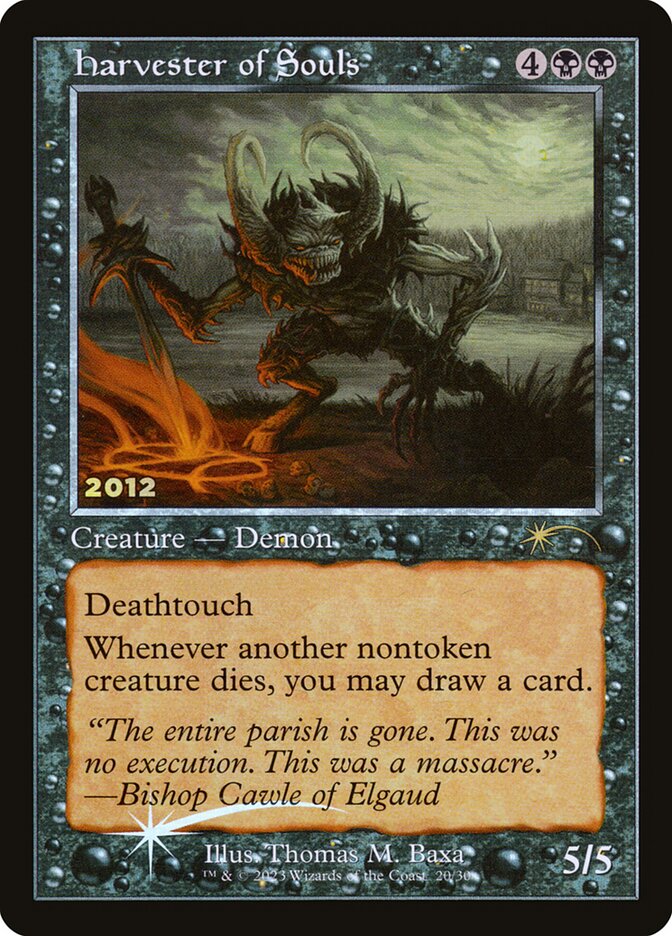 Harvester of Souls
4
2012
Creature — Demon
Deathtouch
Whenever another nontoken
creature dies, you may draw a card.
“The entire parish is gone. This was
no execution. This was a massacre.”
—Bishop Cawle of Elgaud
Illus. Thomas M. Baxa
™ & © 2023 Wizards of the Coast. 20/30
5/5